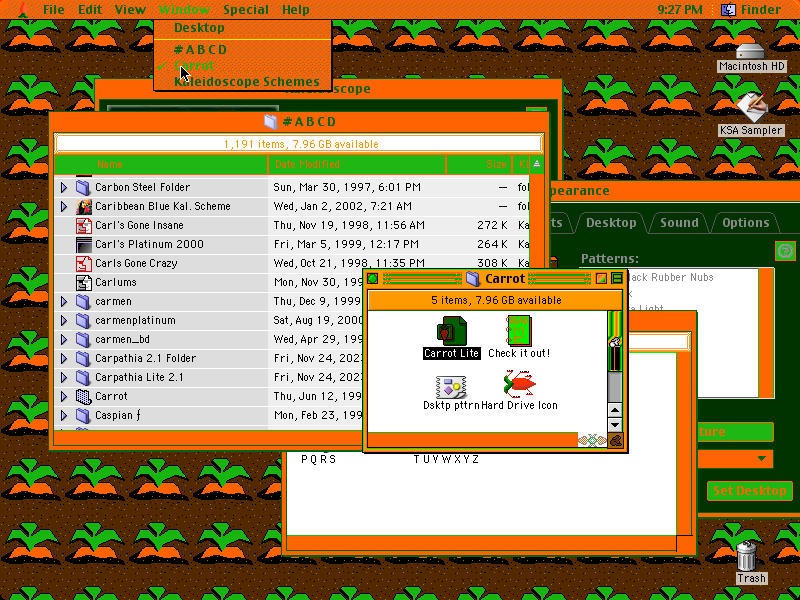 File Edit View Window Special Help
9:27 PM Finder
Desktop
#ABCD
Carrot
Kaleidoscope Schemes
Macintosh HD
KSA Sampler
# A B C D
1,191 items, 7.96 GB available
Name Date Modified Size K
Carbon Steel Folder Sun, Mar 30, 1997, 6:01 PM — fol
Caribbean Blue Kal. Scheme Wed, Jan 2, 2002, 7:21 AM — fol
Carl's Gone Insane Thu, Nov 19, 1998, 11:56 AM 272 K Ka
Carl's Platinum 2000 Fri, Mar 5, 1999, 12:17 PM 264 K Ka
Carls Gone Crazy Wed, Oct 21, 1998, 11:35 PM 308 K Ka
Carlums Mon, Nov 30, 199
carmen Thu, Dec 9, 1999
carmenplatinum Sat, Aug 19, 2000
carmen_bd Wed, Apr 29, 199
Carpathia 2.1 Folder Fri, Nov 24, 202
Carpathia Lite 2.1 Fri, Nov 24, 202
Carrot Thu, Jun 12, 199
Caspian ƒ Mon, Feb 23, 199
pearance
ts Desktop Sound Options
Patterns:
lack Rubber Nubs
k
a Light
ture
Set Desktop
Carrot
5 items, 7.96 GB available
Carrot Lite Check it out!
Dsktp pttrn Hard Drive Icon
P Q R S T U V W X Y Z
Trash